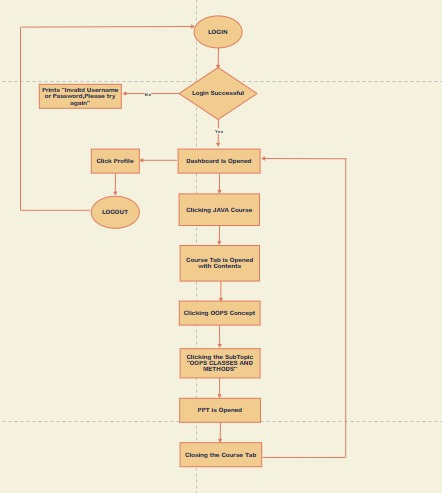 LOGIN
Login Successful
Prints "Invalid Username
or Password,Please try
again"
No
Yes
Click Profile
Dashboard is Opened
LOGOUT
Clicking JAVA Course
Course Tab is Opened
with Contents
Clicking OOPS Concept
Clicking the SubTopic
"OOPS CLASSES AND
METHODS"
PPT is Opened
Closing the Course Tab